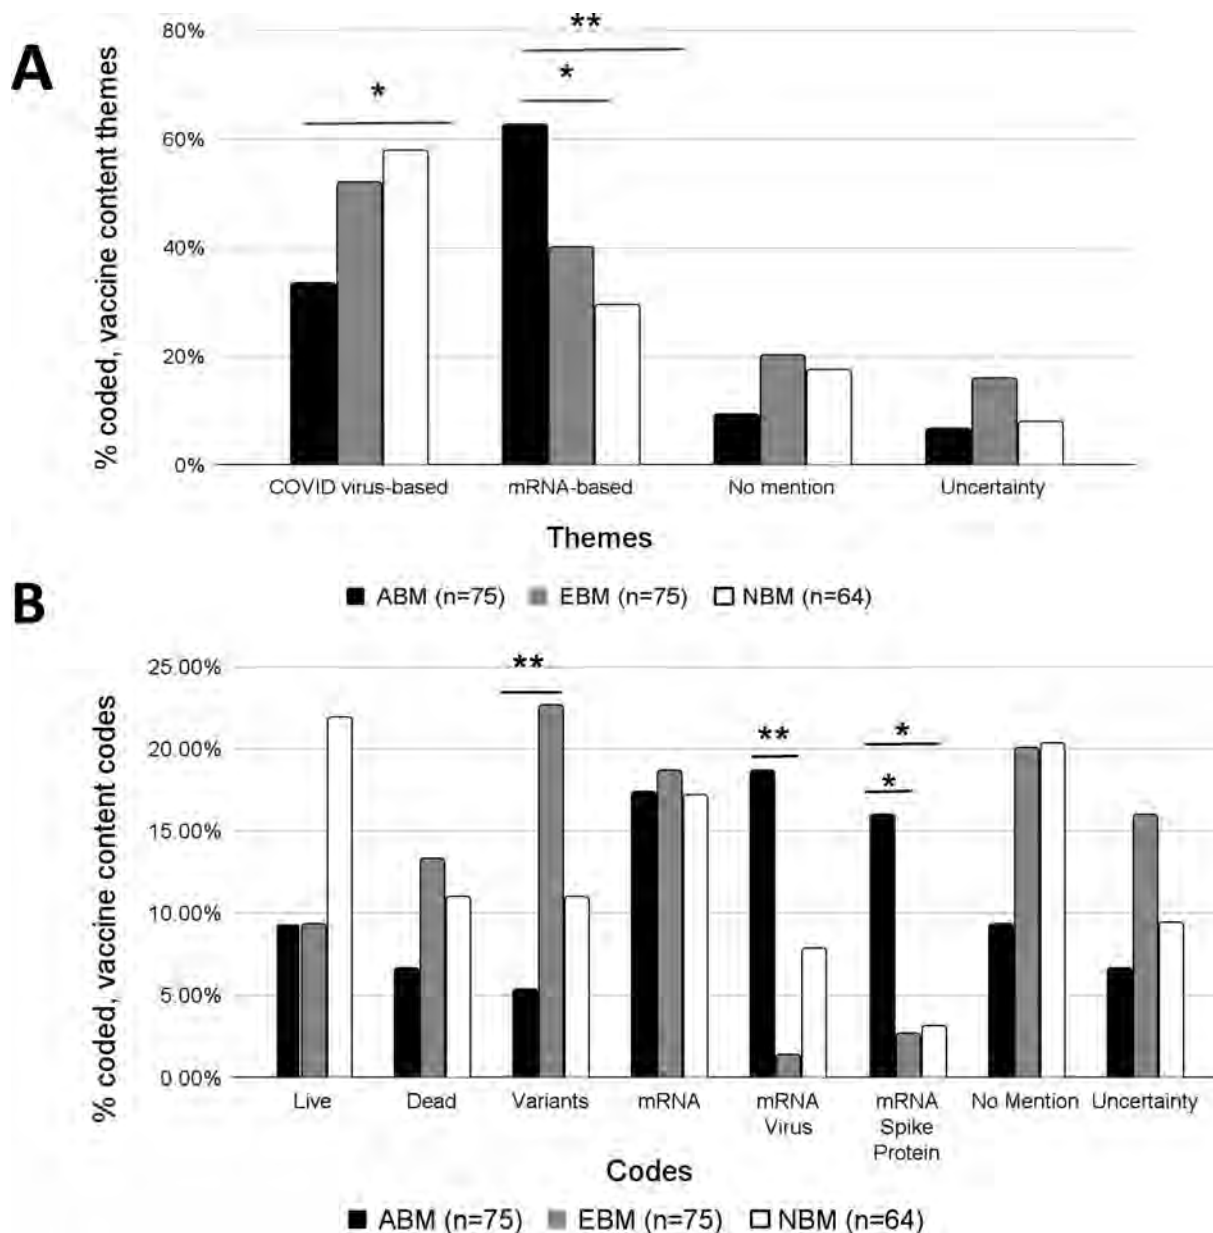 A
% coded, vaccine content themes
80%
60%
40%
20%
0%
*
**
*
COVID virus-based
mRNA-based
No mention
Uncertainty
Themes
ABM (n=75) EBM (n=75) NBM (n=64)
B
% coded, vaccine content codes
25.00%
20.00%
15.00%
10.00%
5.00%
0.00%
**
**
*
*
Live
Dead
Variants
mRNA
mRNA
Virus
mRNA
Spike
Protein
No Mention
Uncertainty
Codes
ABM (n=75) EBM (n=75) NBM (n=64)